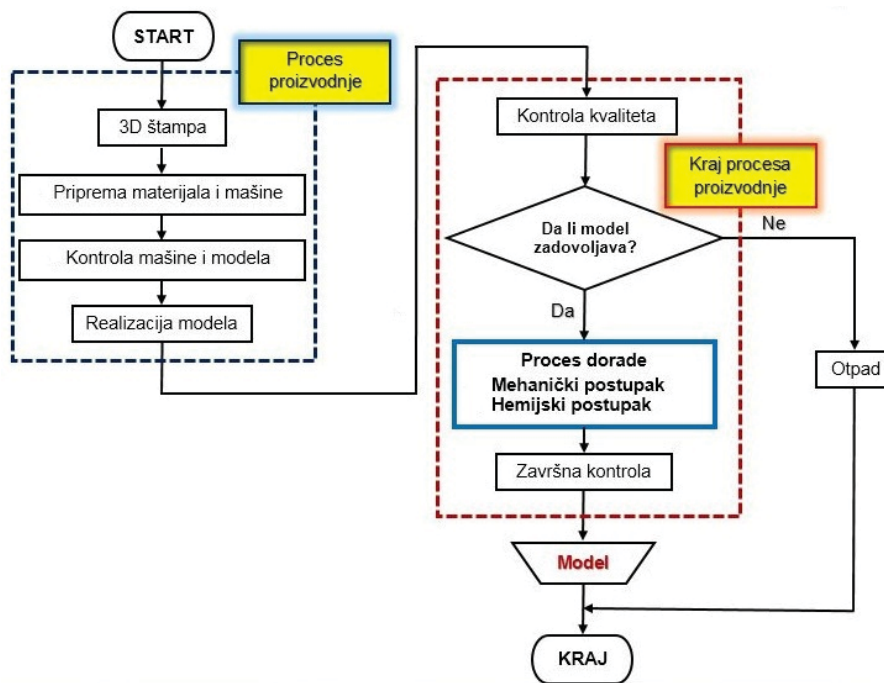 START
Proces
proizvodnje
3D štampa
Priprema materijala i mašine
Kontrola mašine i modela
Realizacija modela
Kontrola kvaliteta
Kraj procesa
proizvodnje
Da li model
zadovoljava?
Ne
Da
Proces dorade
Mehanički postupak
Hemijski postupak
Otpad
Završna kontrola
Model
KRAJ